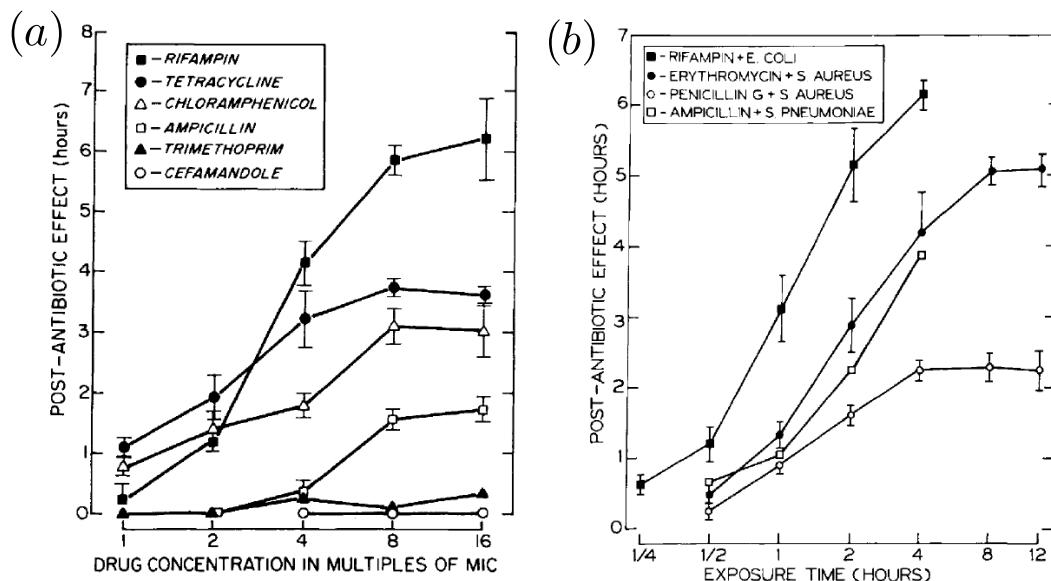 (a)
8
7
6
5
4
3
2
1
0
POST-ANTIBIOTIC EFFECT (hours)
■-RIFAMPIN
●-TETRACYCLINE
△-CHLORAMPHENICOL
□-AMPICILLIN
▲-TRIMETHOPRIM
○-CEFAMANDOLE
1 2 4 8 16
DRUG CONCENTRATION IN MULTIPLES OF MIC
(b)
7
6
5
4
3
2
1
0
POST-ANTIBIOTIC EFFECT (HOURS)
■-RIFAMPIN+E. COLI
●-ERYTHROMYCIN+S. AUREUS
○-PENICILLIN G+S. AUREUS
□-AMPICILLIN+S. PNEUMONIAE
1/4 1/2 1 2 4 8 12
EXPOSURE TIME (HOURS)